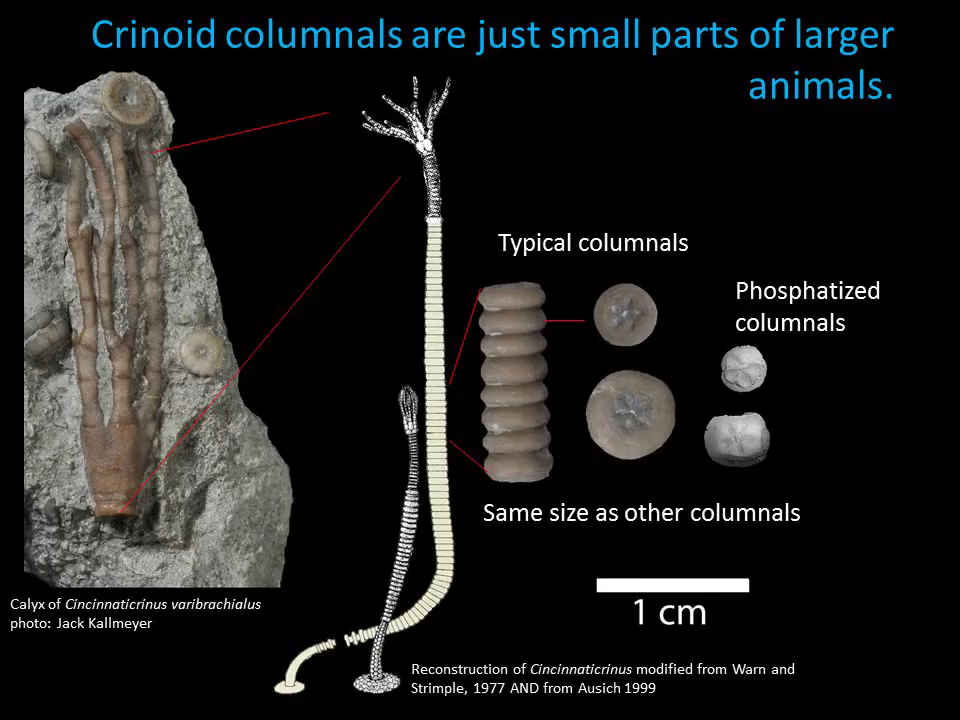 Crinoid columnals are just small parts of larger
animals.
Typical columnals
Phosphatized
columnals
Same size as other columnals
1 cm
Calyx of Cincinnaticrinus varibrachialus
photo: Jack Kallmeyer
Reconstruction of Cincinnaticrinus modified from Warn and
Strimple, 1977 AND from Ausich 1999